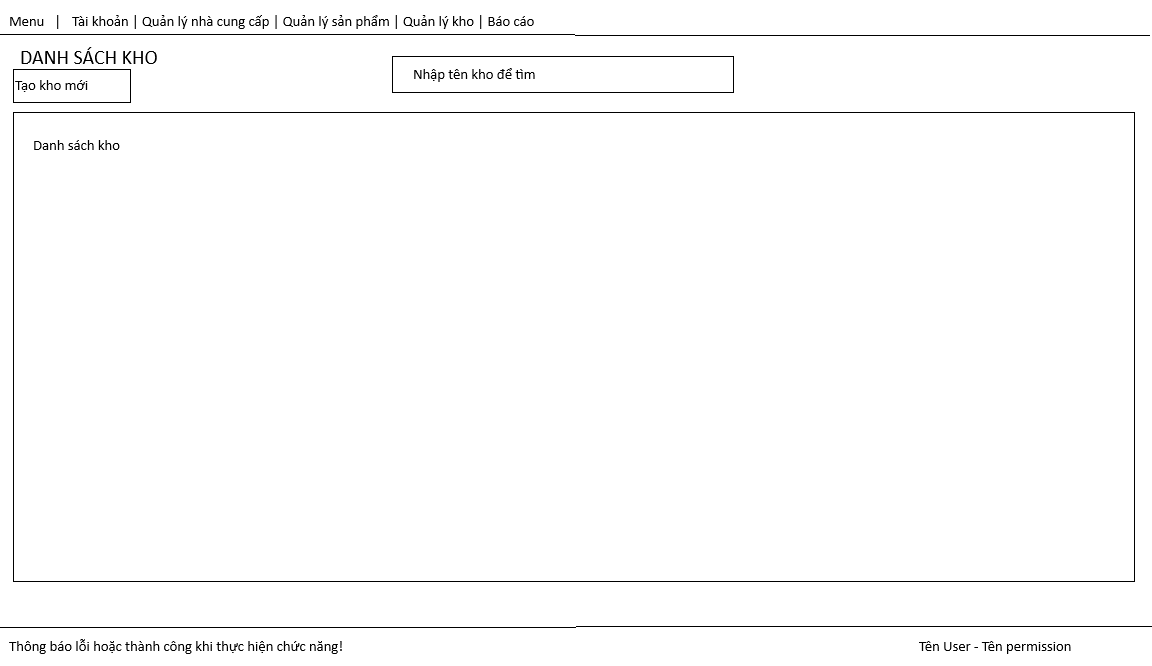 Menu | Tài khoản | Quản lý nhà cung cấp | Quản lý sản phẩm | Quản lý kho | Báo cáo
DANH SÁCH KHO
Tạo kho mới
Nhập tên kho để tìm
Danh sách kho
Thông báo lỗi hoặc thành công khi thực hiện chức năng!
Tên User - Tên permission